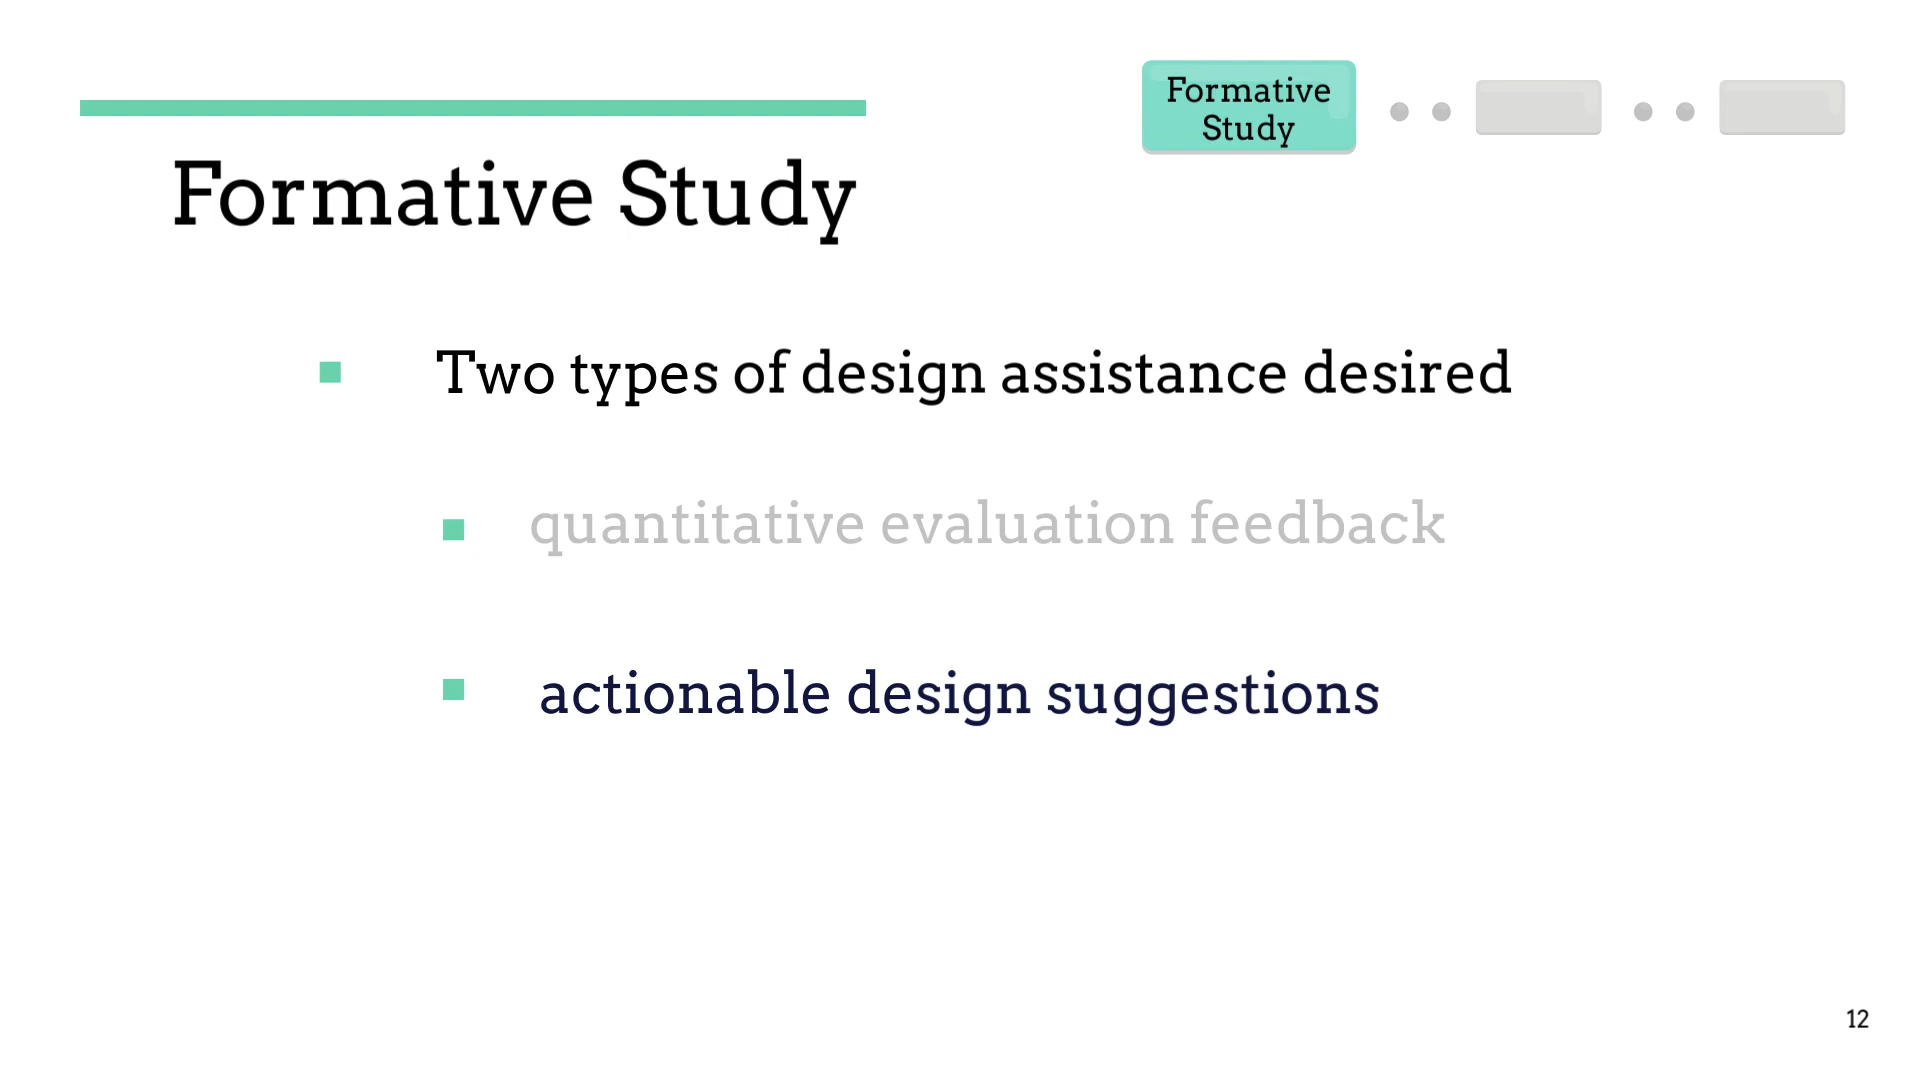 Formative
Study
Formative Study
Two types of design assistance desired
quantitative evaluation feedback
actionable design suggestions
12